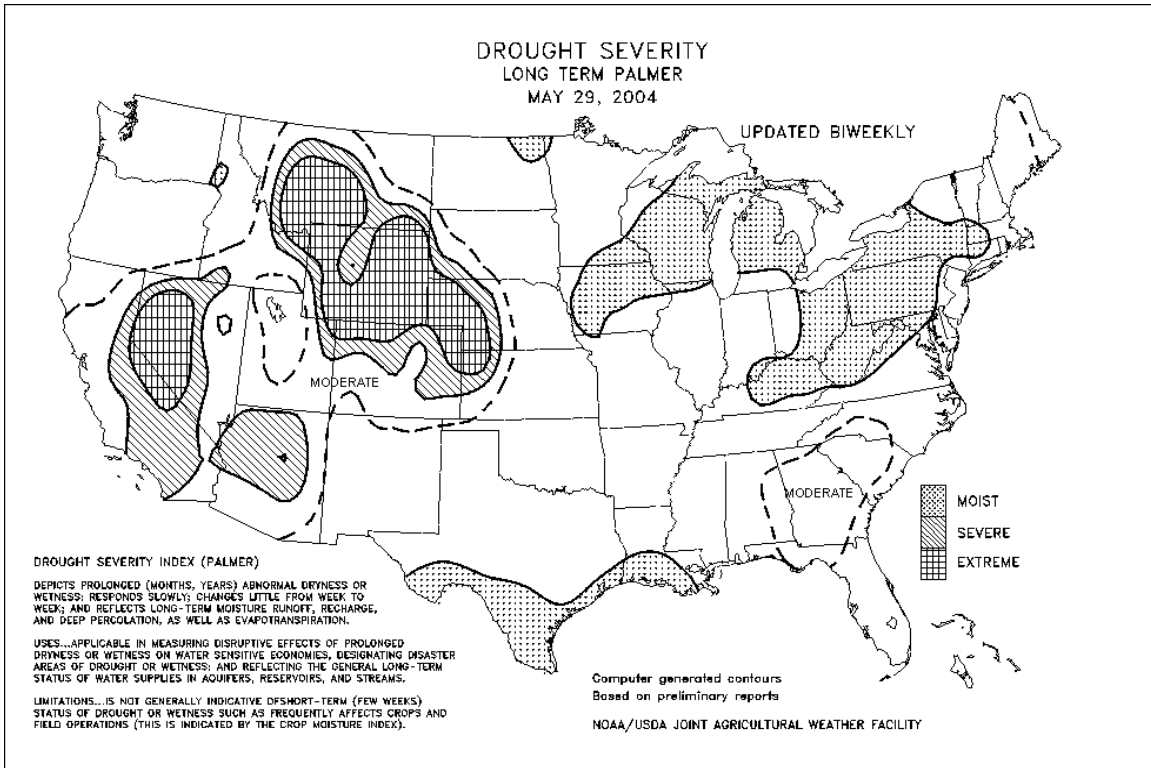 DROUGHT SEVERITY
LONG TERM PALMER
MAY 29, 2004
UPDATED BIWEEKLY
MODERATE
MODERATE
MOIST
SEVERE
EXTREME
DROUGHT SEVERITY INDEX (PALMER)
DEPICTS PROLONGED (MONTHS, YEARS) ABNORMAL DRYNESS OR
WETNESS; RESPONDS SLOWLY; CHANGES LITTLE FROM WEEK TO
WEEK; AND REFLECTS LONG-TERM MOISTURE RUNOFF, RECHARGE,
AND DEEP PERCOLATION, AS WELL AS EVAPOTRANSPIRATION.
USES...APPLICABLE IN MEASURING DISRUPTIVE EFFECTS OF PROLONGED
DRYNESS OR WETNESS ON WATER SENSITIVE ECONOMIES, DESIGNATING DISASTER
AREAS OF DROUGHT OR WETNESS; AND REFLECTING THE GENERAL LONG-TERM
STATUS OF WATER SUPPLIES IN AQUIFERS, RESERVOIRS, AND STREAMS.
LIMITATIONS...IS NOT GENERALLY INDICATIVE OFSHORT-TERM (FEW WEEKS)
STATUS OF DROUGHT OR WETNESS SUCH AS FREQUENTLY AFFECTS CROPS AND
FIELD OPERATIONS (THIS IS INDICATED BY THE CROP MOISTURE INDEX).
Computer generated contours
Based on preliminary reports
NOAA/USDA JOINT AGRICULTURAL WEATHER FACILITY